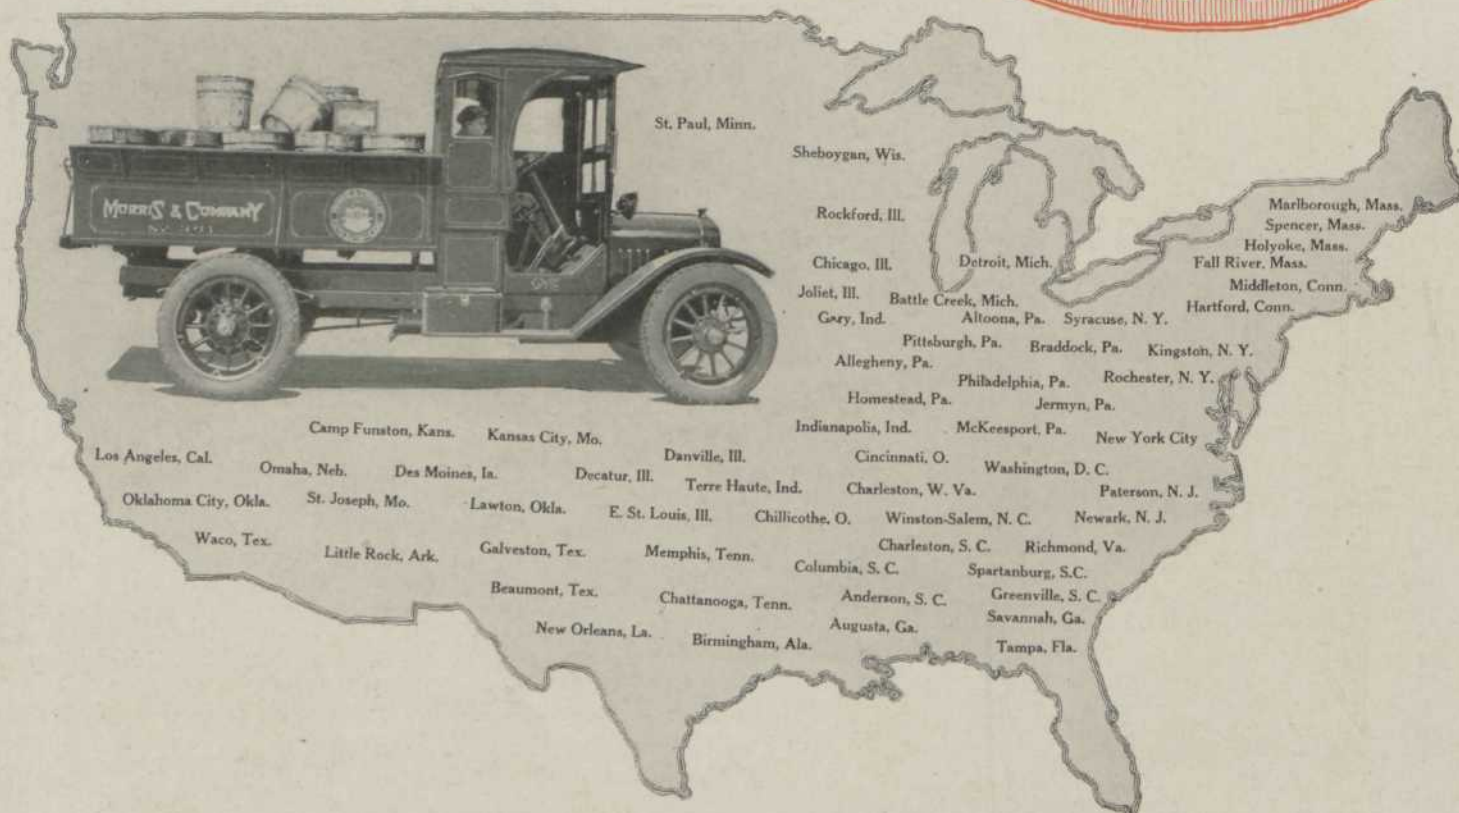 MORRIS & COMPANY
St. Paul, Minn.
Sheboygan, Wis.
Rockford, Ill.
Chicago, Ill.
Detroit, Mich.
Joliet, Ill.
Battle Creek, Mich.
Gary, Ind.
Altoona, Pa.
Syracuse, N. Y.
Marlborough, Mass.
Spencer, Mass.
Holyoke, Mass.
Fall River, Mass.
Middleton, Conn.
Hartford, Conn.
Pittsburgh, Pa.
Braddock, Pa.
Kingston, N. Y.
Allegheny, Pa.
Philadelphia, Pa.
Rochester, N. Y.
Homestead, Pa.
Jermyn, Pa.
Indianapolis, Ind.
McKeesport, Pa.
New York City
Camp Funston, Kans.
Kansas City, Mo.
Los Angeles, Cal.
Omaha, Neb.
Des Moines, Ia.
Decatur, Ill.
Danville, Ill.
Terre Haute, Ind.
Cincinnati, O.
Washington, D. C.
Charleston, W. Va.
Paterson, N. J.
Oklahoma City, Okla.
St. Joseph, Mo.
Lawton, Okla.
E. St. Louis, Ill.
Chillicothe, O.
Winston-Salem, N. C.
Newark, N. J.
Waco, Tex.
Little Rock, Ark.
Galveston, Tex.
Memphis, Tenn.
Charleston, S. C.
Richmond, Va.
Columbia, S. C.
Spartanburg, S.C.
Beaumont, Tex.
Chattanooga, Tenn.
Anderson, S. C.
Greenville, S. C.
New Orleans, La.
Birmingham, Ala.
Augusta, Ga.
Savannah, Ga.
Tampa, Fla.